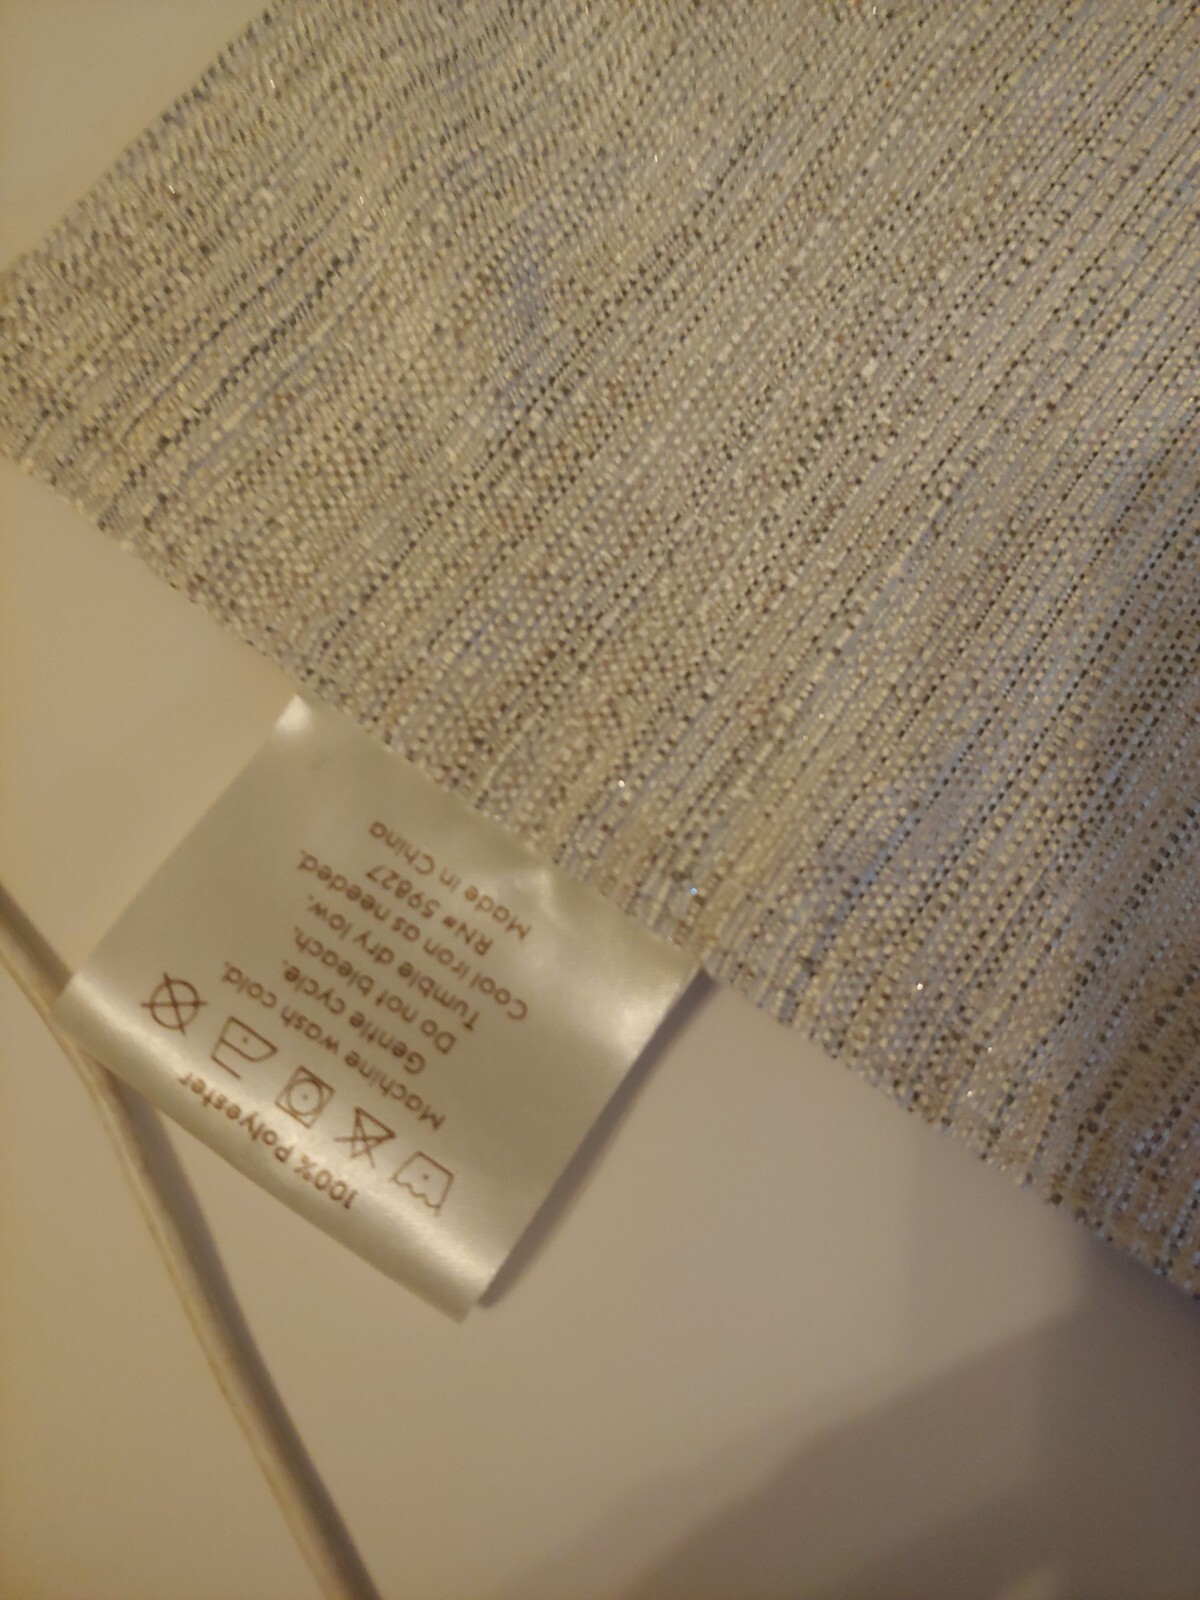 100% Polyester
Machine wash cold.
Gentle cycle.
Do not bleach.
Tumble dry low.
Cool iron as needed.
RN# 59827
Made in China